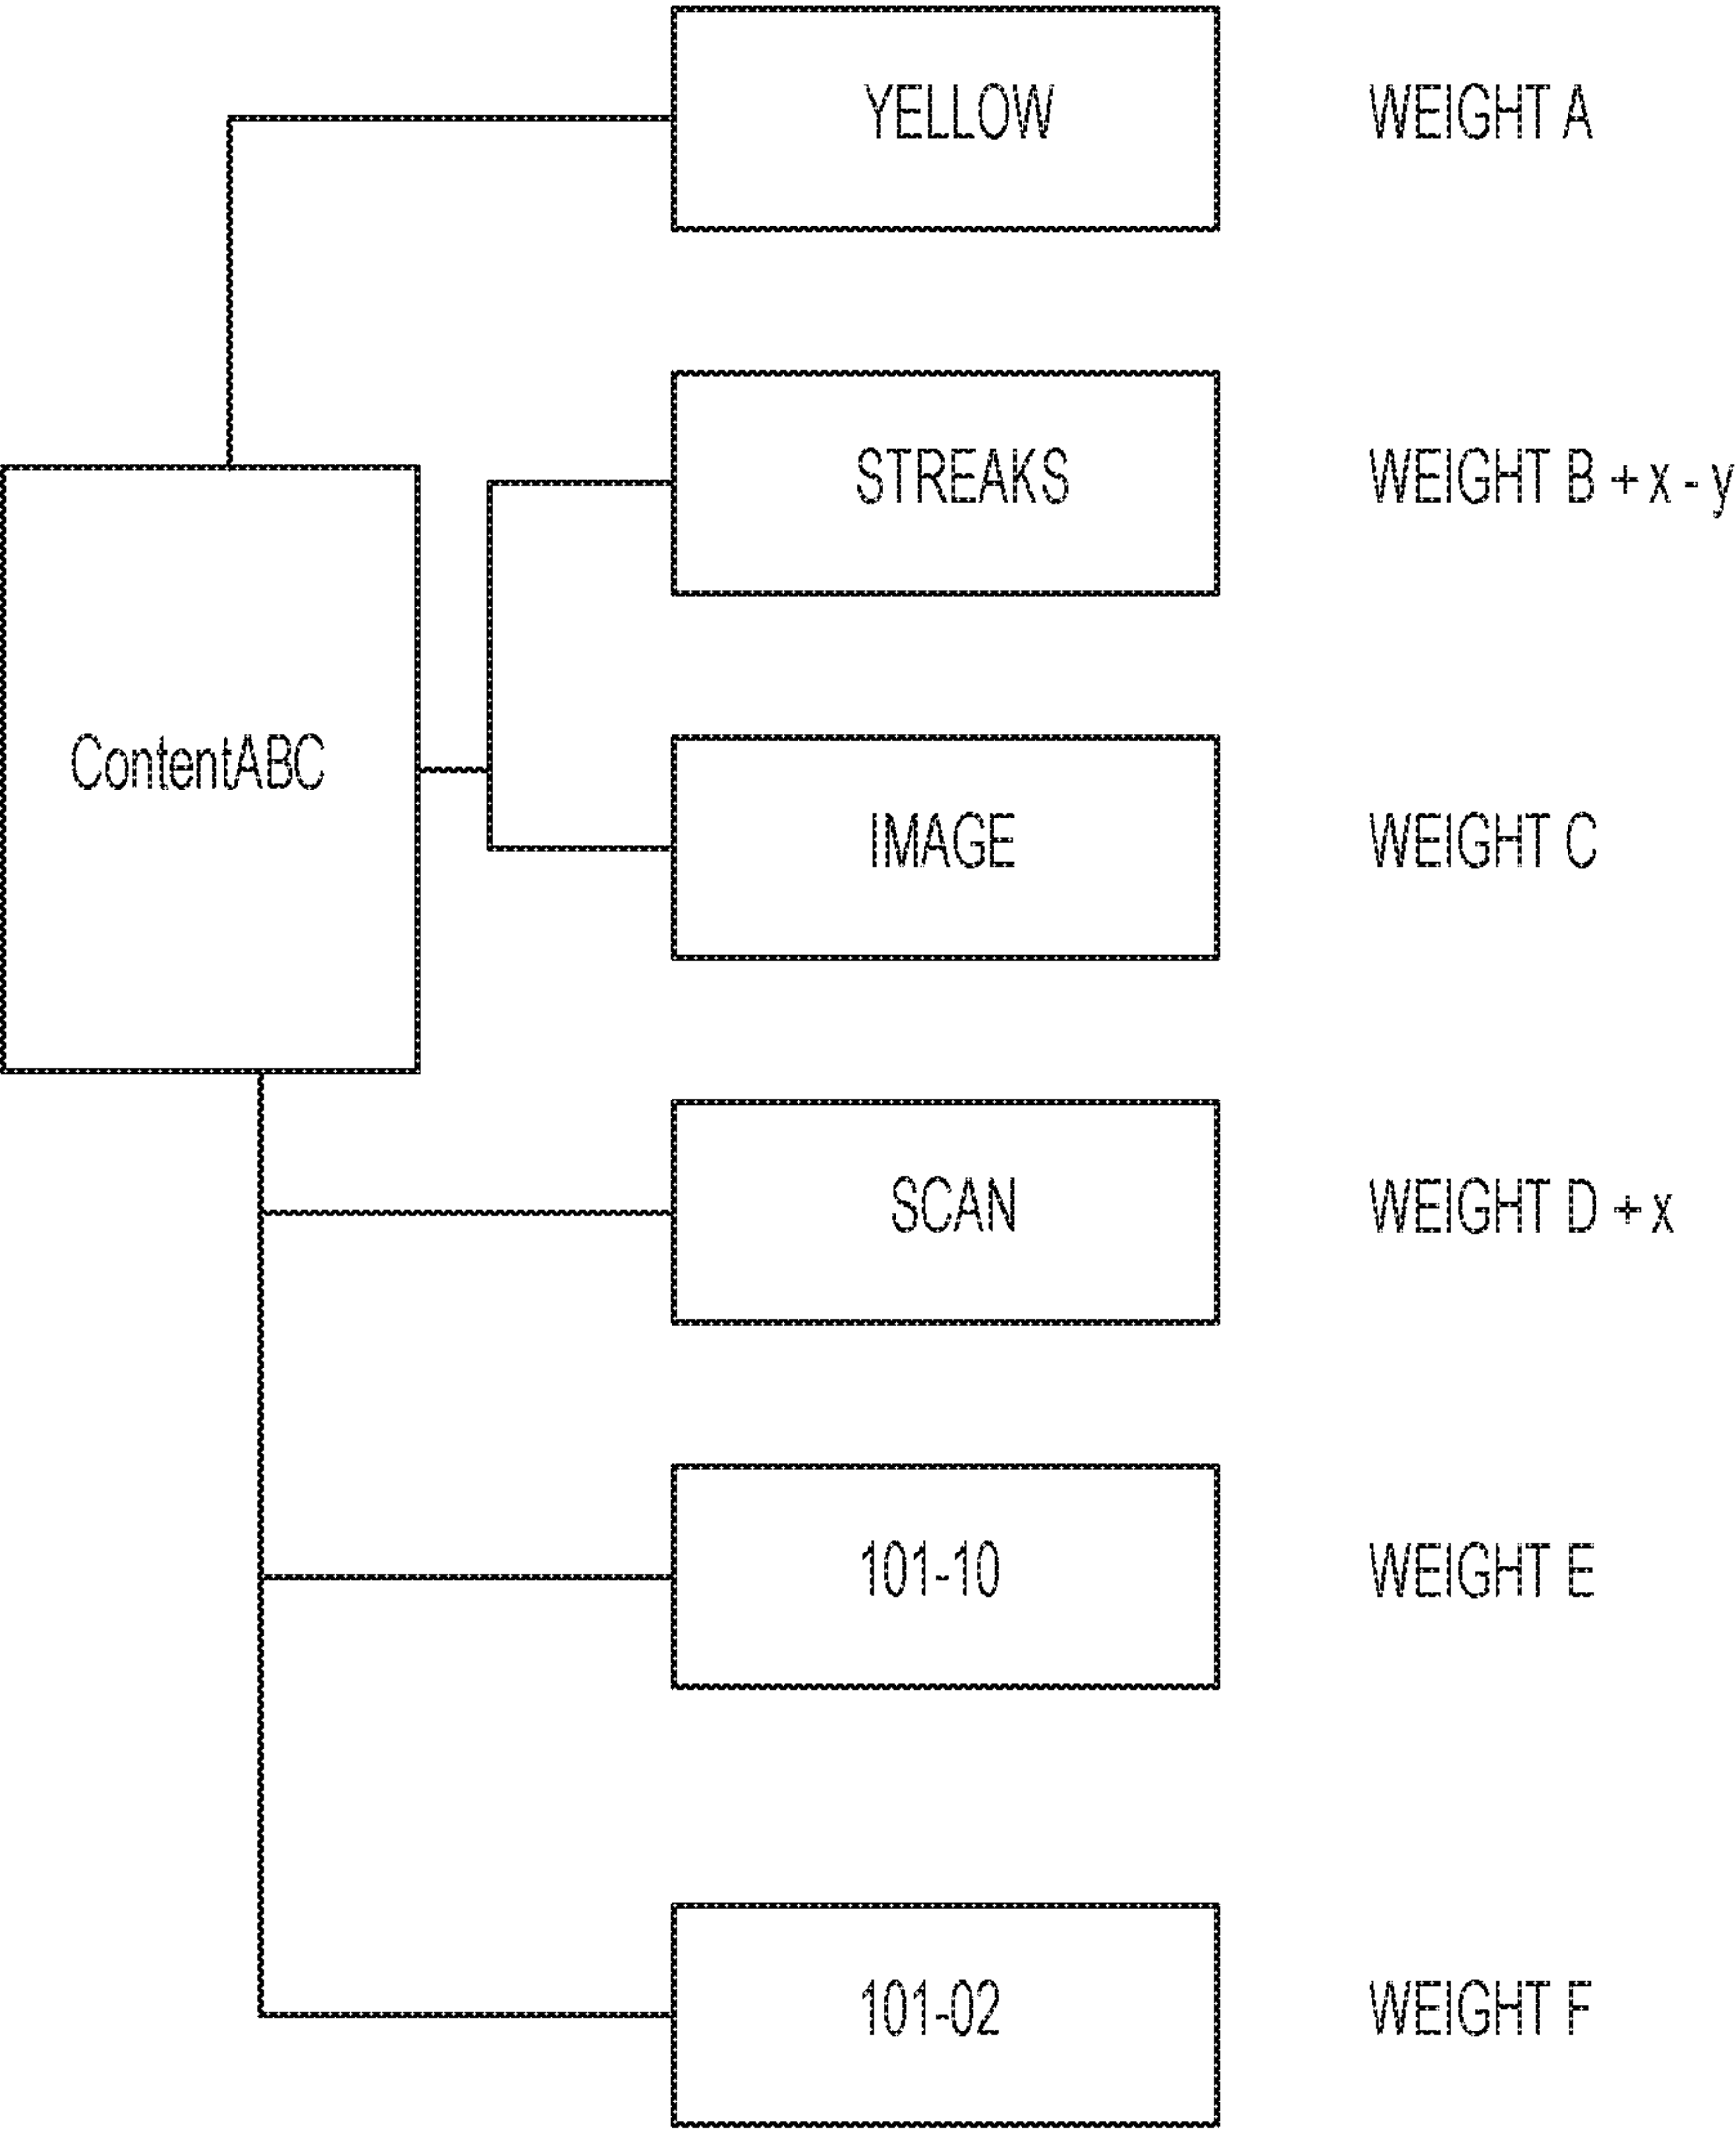 YELLOW WEIGHT A
STREAKS WEIGHT B + x - y
ContentABC
IMAGE WEIGHT C
SCAN WEIGHT D + x
101-10 WEIGHT E
101-02 WEIGHT F